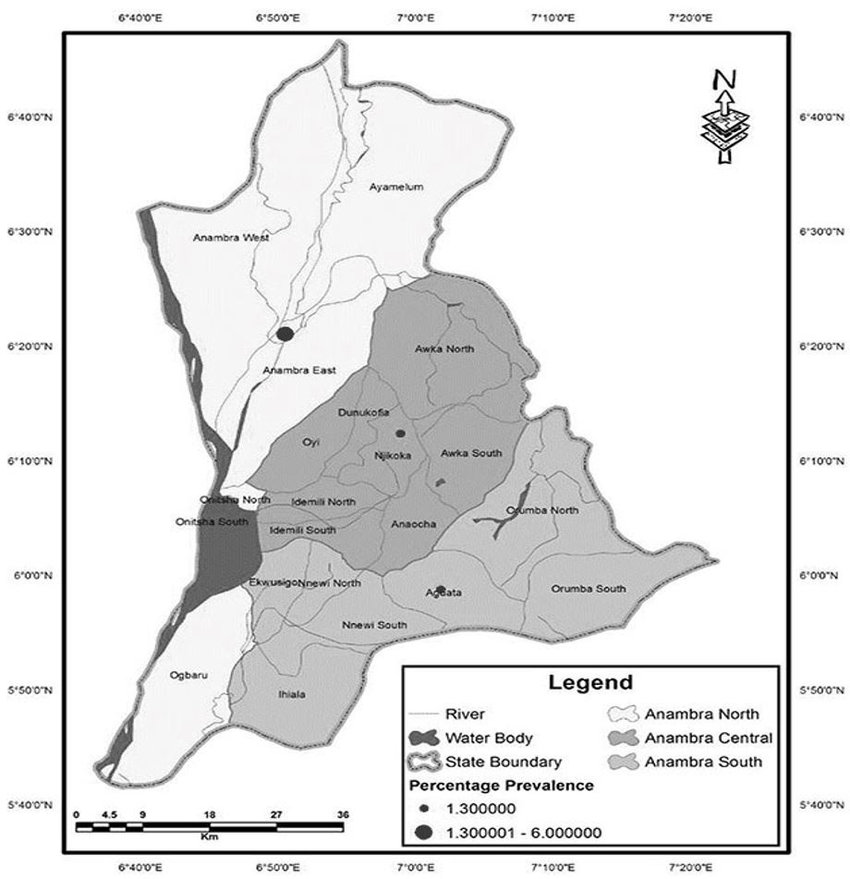 6°40'0"E 6°50'0"E 7°0'0"E 7°10'0"E 7°20'0"E
N
6°40'0"N 6°40'0"N
Ayamelum
6°30'0"N 6°30'0"N
Anambra West
6°20'0"N 6°20'0"N
Awka North
Anambra East
Dunukofia
Oyi
Njikoka
Awka South
6°10'0"N 6°10'0"N
Onitsha North
Idemili North
Orumba North
Onitsha South
Idemili South
Anaocha
6°0'0"N 6°0'0"N
Ekwusigo
Nnewi North
Aguata
Orumba South
Nnewi South
Ogbaru
Ihiala
5°50'0"N 5°50'0"N
5°40'0"N 5°40'0"N
Legend
River
Water Body
State Boundary
Anambra North
Anambra Central
Anambra South
Percentage Prevalence
1.300000
1.300001 - 6.000000
0 4.5 9 18 27 36
Km
6°40'0"E 6°50'0"E 7°0'0"E 7°10'0"E 7°20'0"E